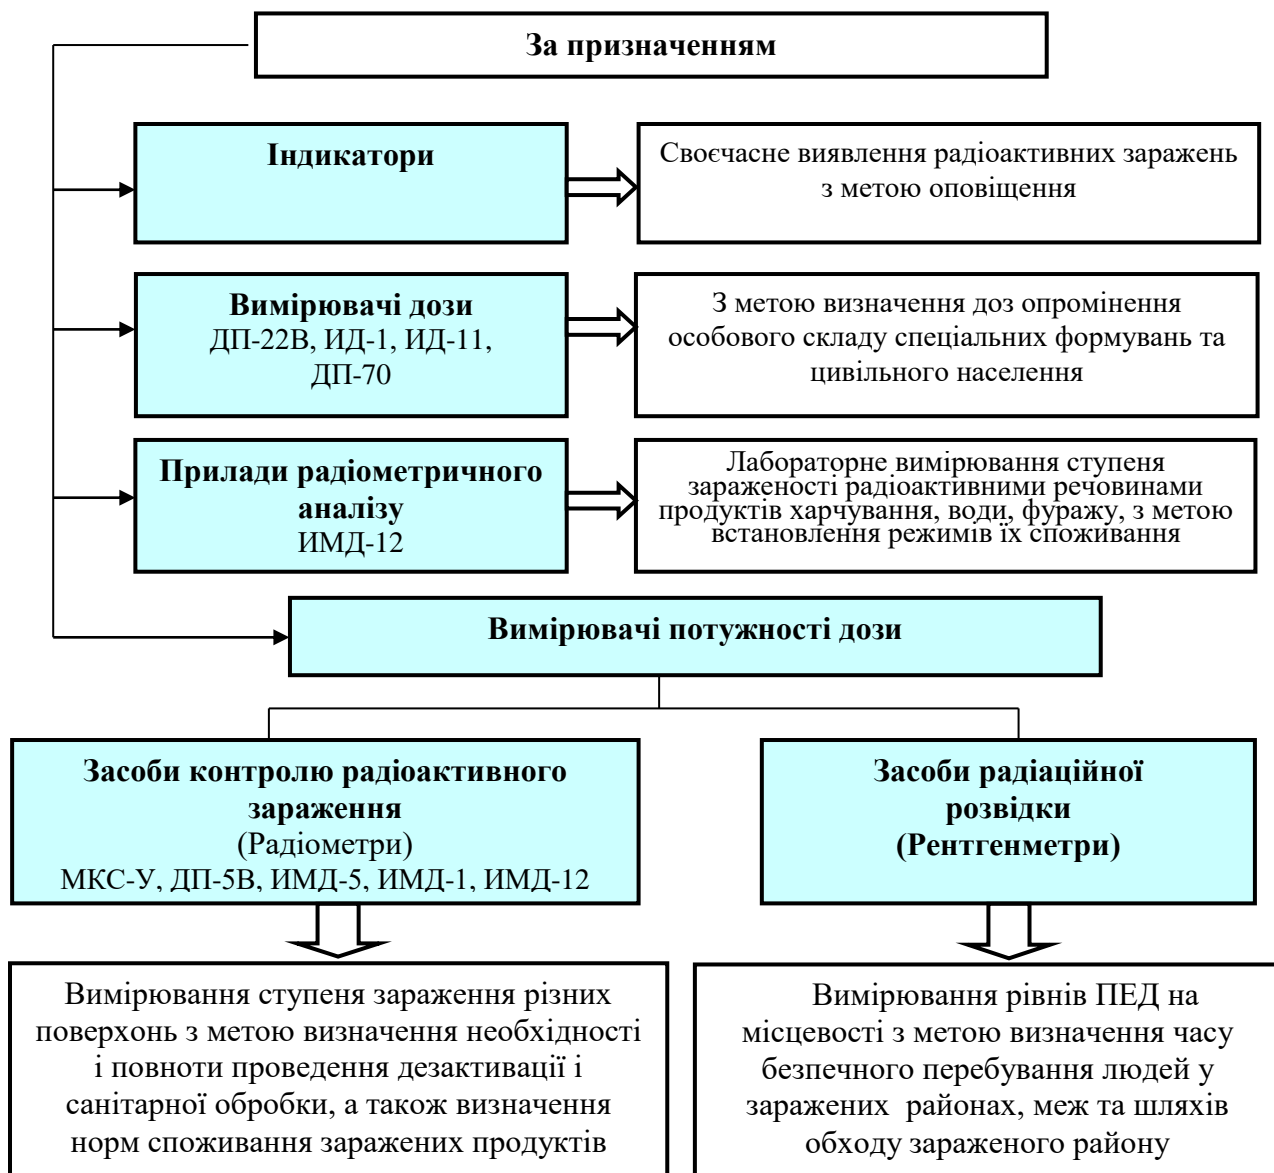 За призначенням
Індикатори
Своєчасне виявлення радіоактивних заражень
з метою оповіщення
Вимірювачі дози
ДП-22В, ИД-1, ИД-11,
ДП-70
З метою визначення доз опромінення
особового складу спеціальних формувань та
цивільного населення
Прилади радіометричного
аналізу
ИМД-12
Лабораторне вимірювання ступеня
зараженості радіоактивними речовинами
продуктів харчування, води, фуражу, з метою
встановлення режимів їх споживання
Вимірювачі потужності дози
Засоби контролю радіоактивного
зараження
(Радіометри)
МКС-У, ДП-5В, ИМД-5, ИМД-1, ИМД-12
Засоби радіаційної
розвідки
(Рентгенметри)
Вимірювання ступеня зараження різних
поверхонь з метою визначення необхідності
і повноти проведення дезактивації і
санітарної обробки, а також визначення
норм споживання заражених продуктів
Вимірювання рівнів ПЕД на
місцевості з метою визначення часу
безпечного перебування людей у
заражених районах, меж та шляхів
обходу зараженого району